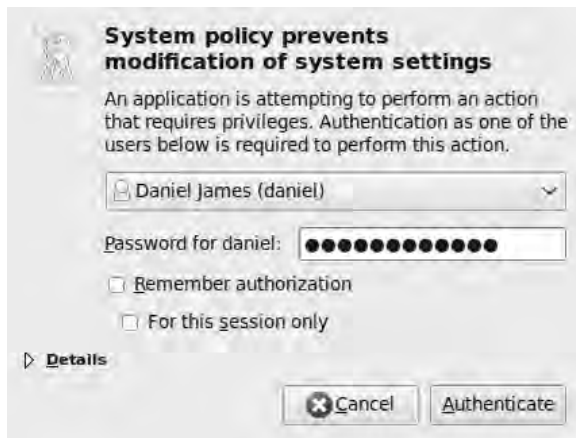 System policy prevents
modification of system settings
An application is attempting to perform an action
that requires privileges. Authentication as one of the
users below is required to perform this action.
Daniel James (daniel)
Password for daniel: ●●●●●●●●●●●●
Remember authorization
For this session only
Details
Cancel Authenticate